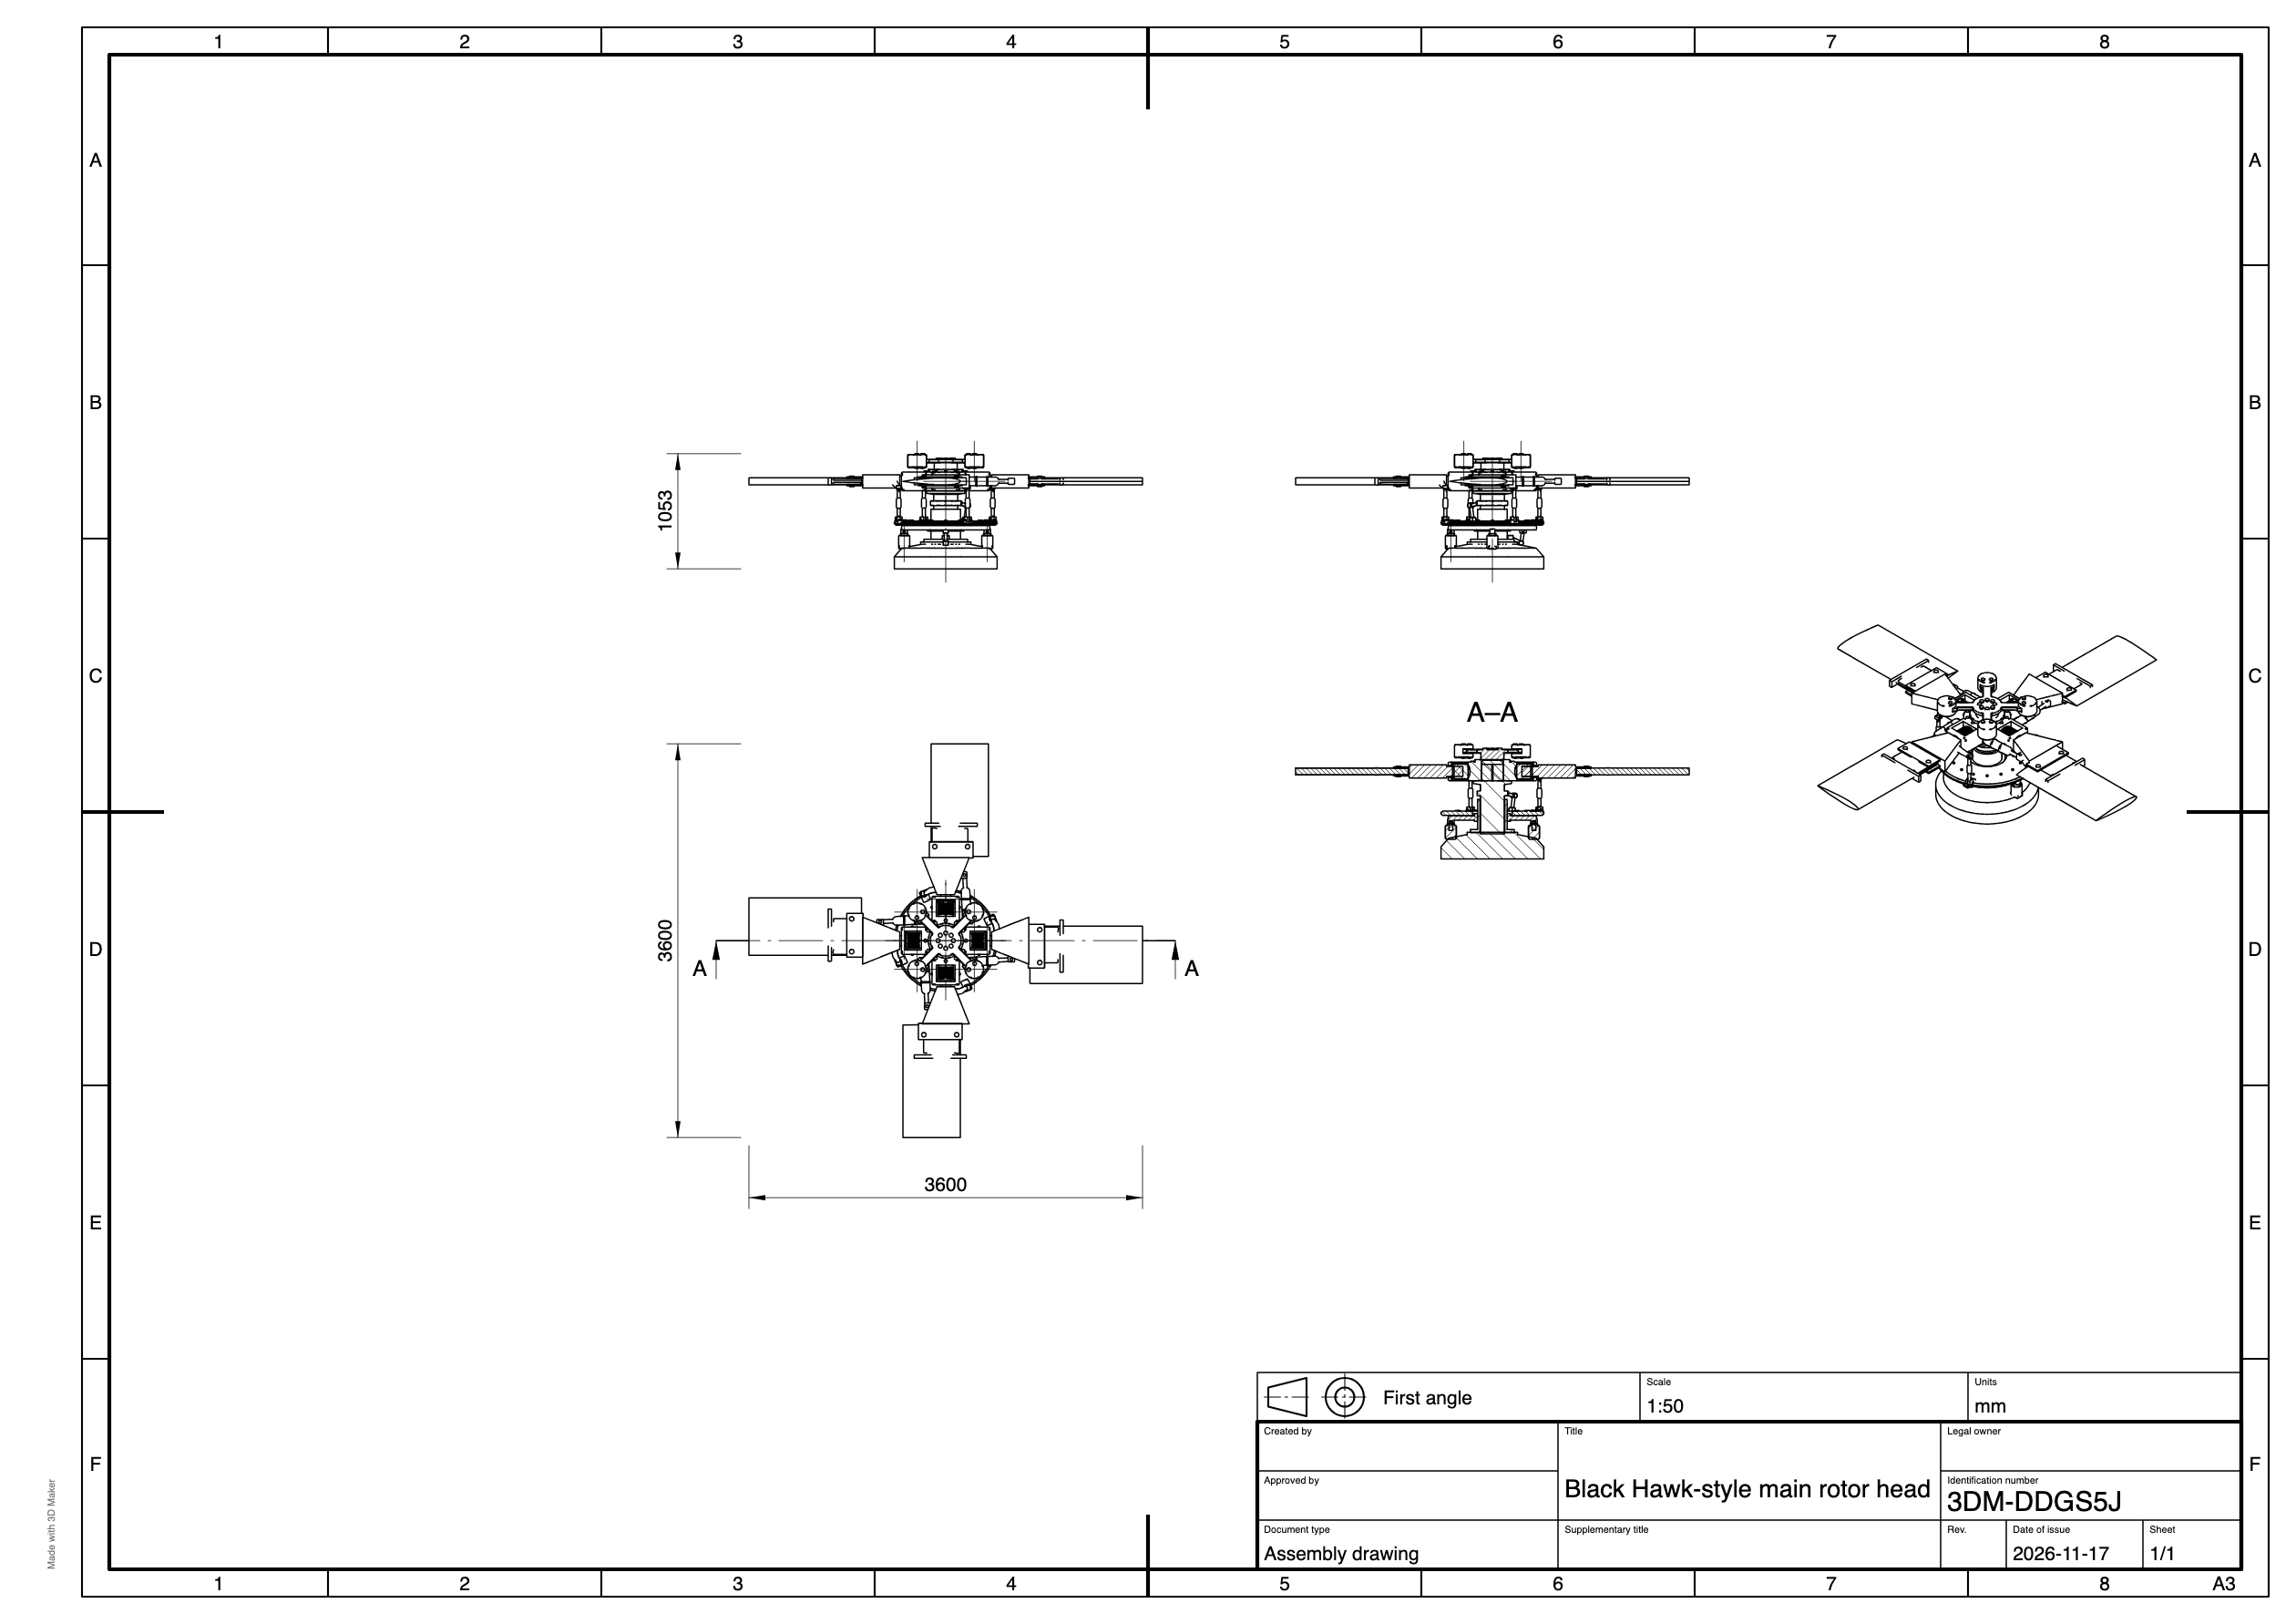 1 2 3 4 5 6 7 8
A A
B B
1053
C C
A–A
3600
D D
A A
3600
E E
First angle
Scale
1:50
Units
mm
Created by
Title
Legal owner
Black Hawk-style main rotor head
Approved by
Identification number
3DM-DDGS5J
F F
Document type
Assembly drawing
Supplementary title
Rev.
Date of issue
2026-11-17
Sheet
1/1
1 2 3 4 5 6 7 8 A3
Made with 3D Maker